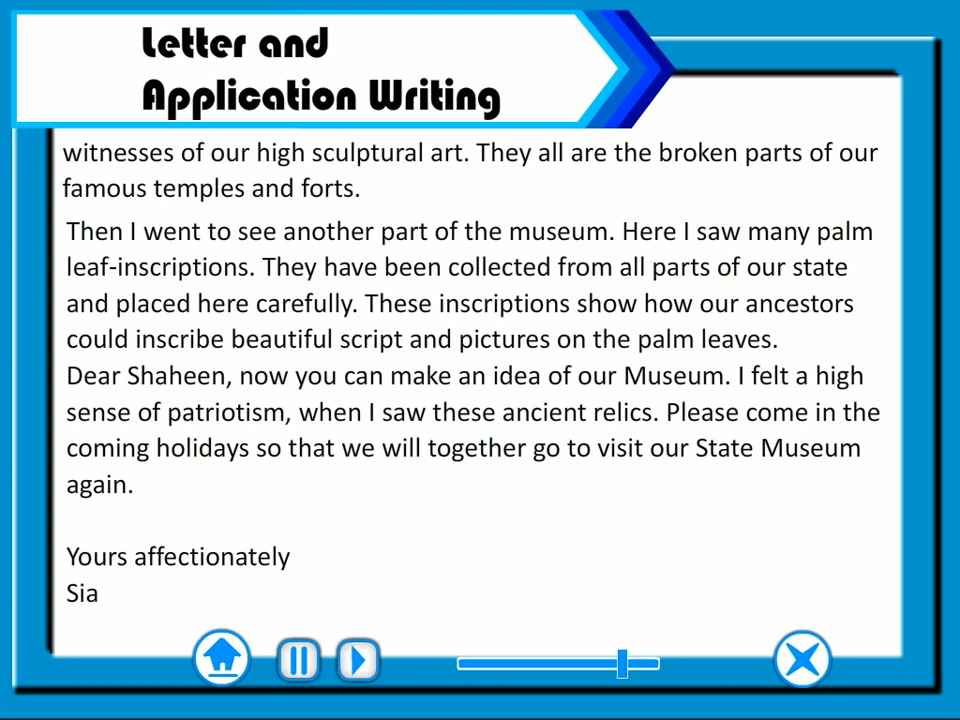 Letter and
Application Writing
witnesses of our high sculptural art. They all are the broken parts of our
famous temples and forts.
Then I went to see another part of the museum. Here I saw many palm
leaf-inscriptions. They have been collected from all parts of our state
and placed here carefully. These inscriptions show how our ancestors
could inscribe beautiful script and pictures on the palm leaves.
Dear Shaheen, now you can make an idea of our Museum. I felt a high
sense of patriotism, when I saw these ancient relics. Please come in the
coming holidays so that we will together go to visit our State Museum
again.
Yours affectionately
Sia